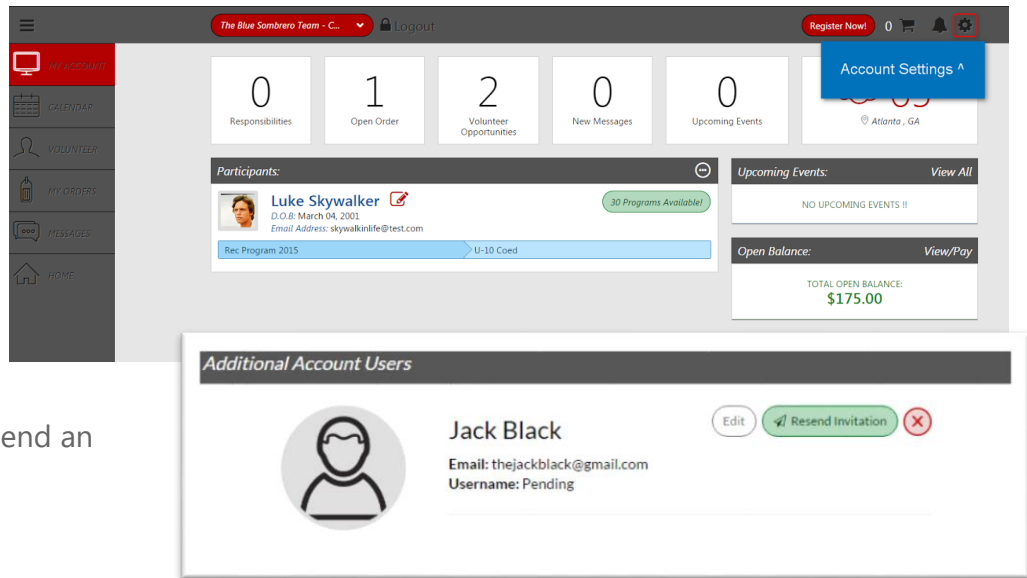 The Blue Sombrero Team - C...
Logout
Register Now!
0
Account Settings ^
MY ACCOUNT
CALENDAR
VOLUNTEER
MY ORDERS
MESSAGES
HOME
0
Responsibilities
1
Open Order
2
Volunteer
Opportunities
0
New Messages
0
Upcoming Events
Atlanta , GA
Participants:
Luke Skywalker
D.O.B: March 04, 2001
Email Address: skywalkinlife@test.com
30 Programs Available!
Rec Program 2015
U-10 Coed
Upcoming Events:
View All
NO UPCOMING EVENTS !!
Open Balance:
View/Pay
TOTAL OPEN BALANCE:
$175.00
end an
Additional Account Users
Jack Black
Email: thejackblack@gmail.com
Username: Pending
Edit
Resend Invitation